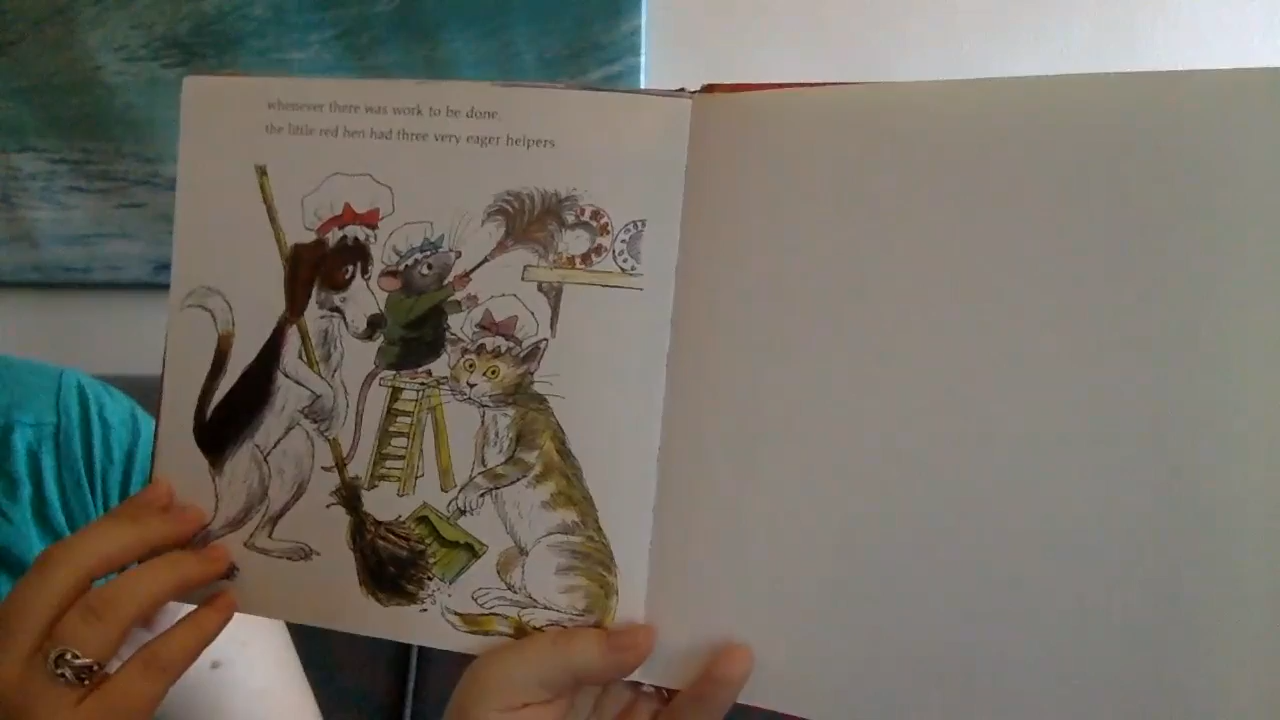 whenever there was work to be done,
the little red hen had three very eager helpers.